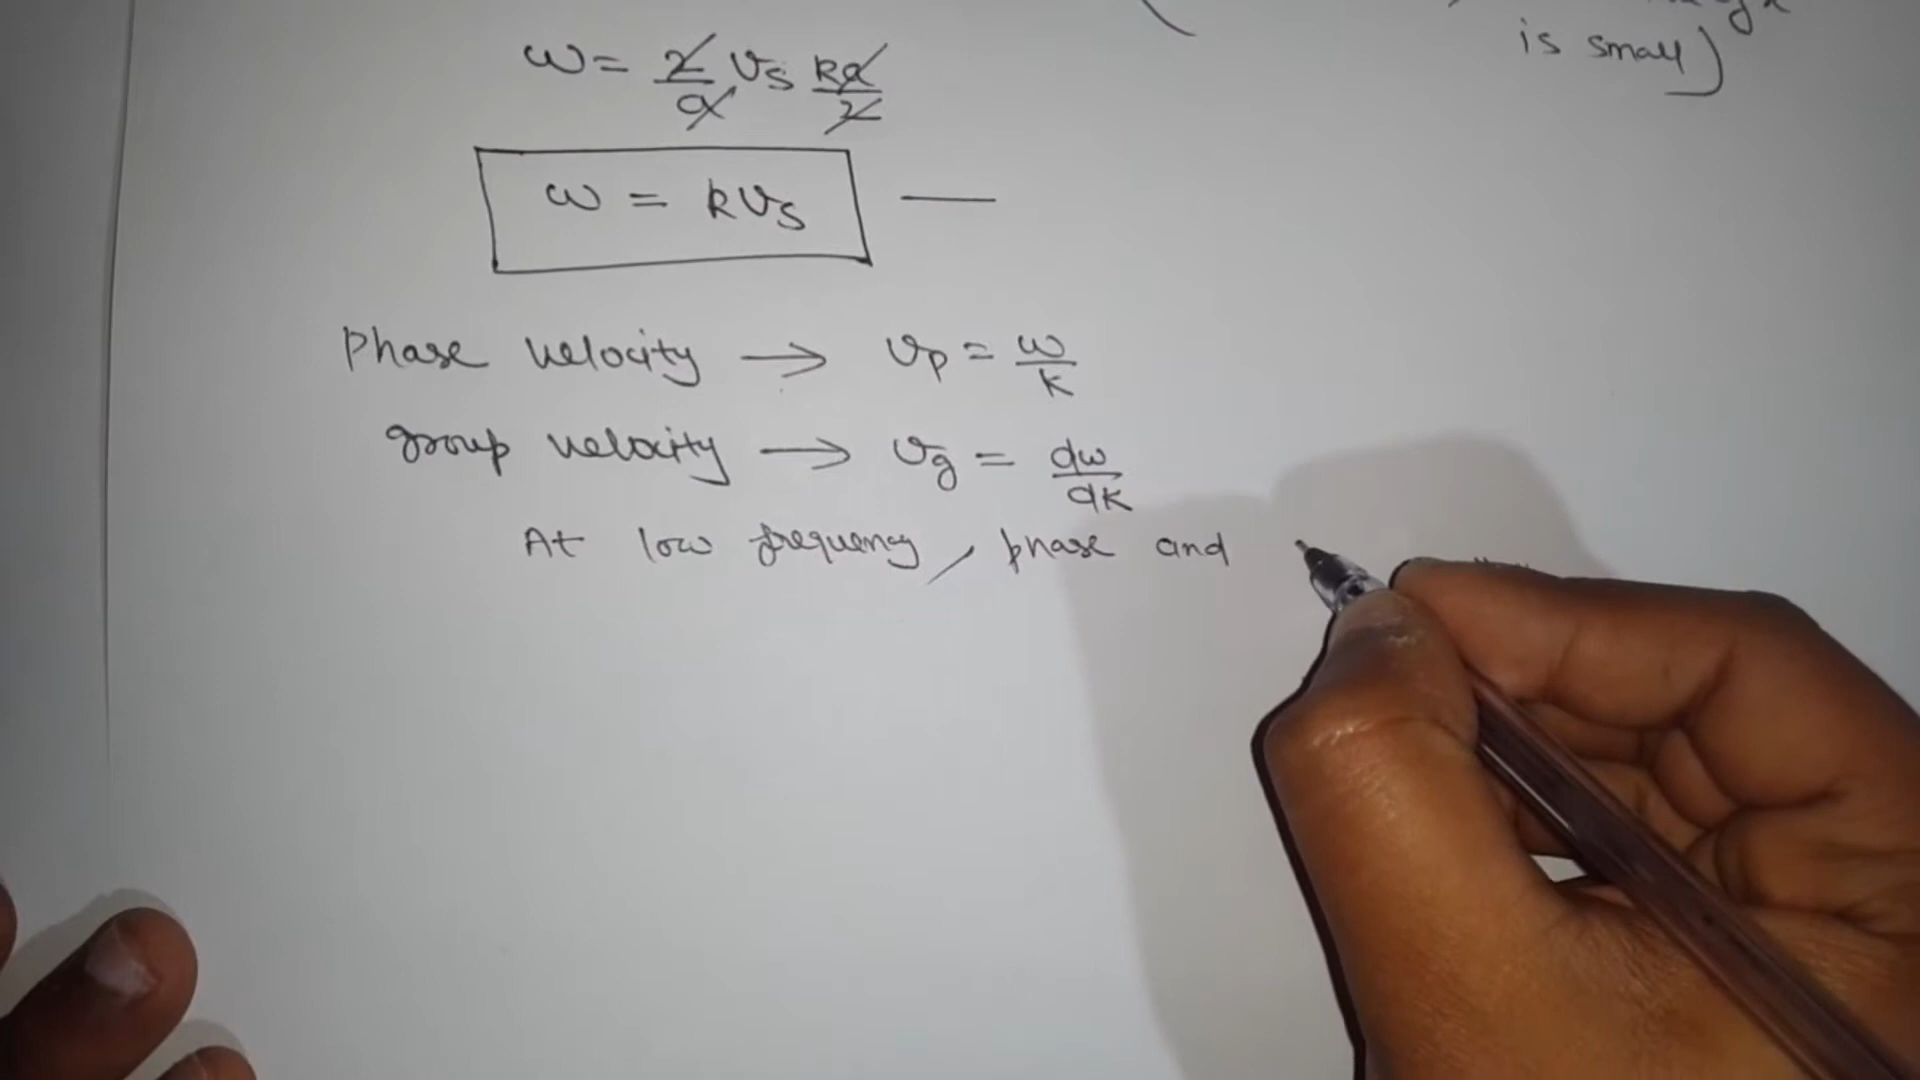 is small)
ω = 2/a vs ka/2
ω = kvs
Phase velocity → vp = ω/k
group velocity → vg = dω/dk
At low frequency, phase and